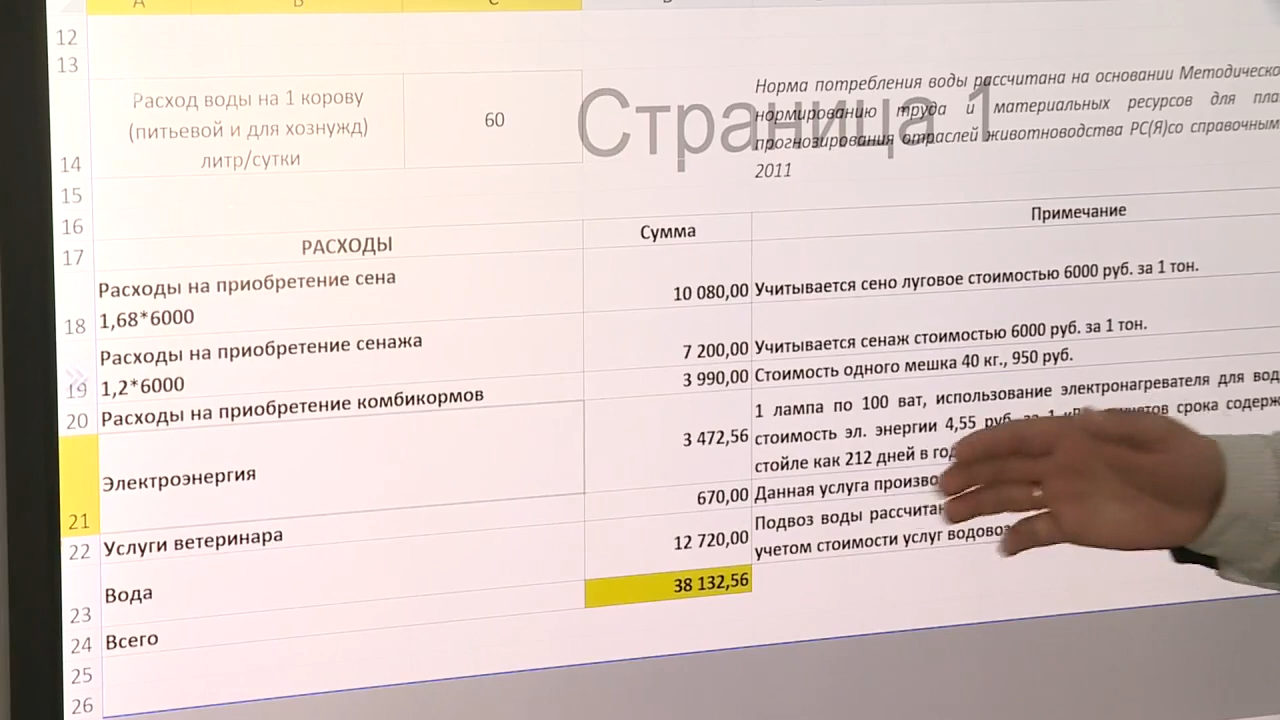 A B C
12
13
Расход воды на 1 корову
(питьевой и для хознужд)
литр/сутки
60
Страница 1
Норма потребления воды рассчитана на основании
нормированию труда и материальных ресурсов для
прогнозирования отраслей животноводства РС(Я)со справочным
2011
14
15
16
17
РАСХОДЫ
Сумма
Примечание
Расходы на приобретение сена
1,68*6000
10 080,00
Учитывается сено луговое стоимостью 6000 руб. за 1 тон.
18
Расходы на приобретение сенажа
1,2*6000
7 200,00
Учитывается сенаж стоимостью 6000 руб. за 1 тон.
19
20
Расходы на приобретение комбикормов
3 990,00
Стоимость одного мешка 40 кг., 950 руб.
Электроэнергия
3 472,56
1 лампа по 100 ват, использование электронагревателя для
стоимость эл. энергии 4,55 руб. за 1 срока
стойле как 212 дней в
21
22
Услуги ветеринара
670,00
Данная услуга
Вода
12 720,00
Подвоз воды
учетом стоимости услуг
23
24
Всего
38 132,56
25
26